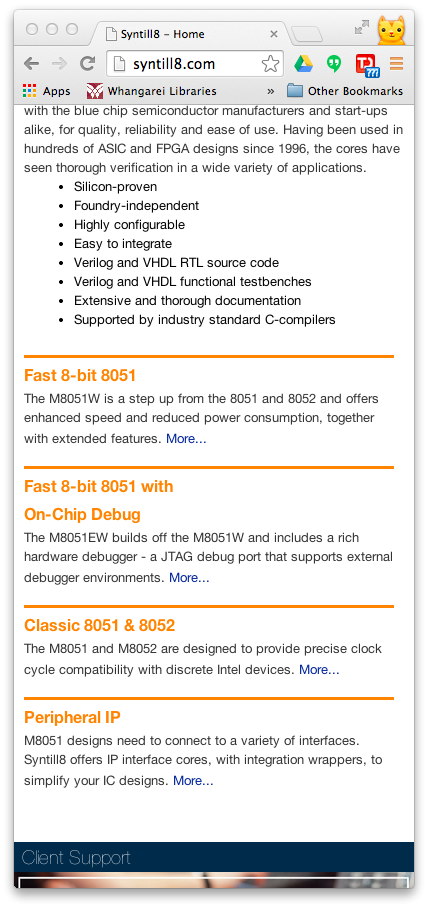 Syntill8 – Home
syntill8.com
777
Apps
Whangarei Libraries
»
Other Bookmarks
with the blue chip semiconductor manufacturers and start-ups
alike, for quality, reliability and ease of use. Having been used in
hundreds of ASIC and FPGA designs since 1996, the cores have
seen thorough verification in a wide variety of applications.
• Silicon-proven
• Foundry-independent
• Highly configurable
• Easy to integrate
• Verilog and VHDL RTL source code
• Verilog and VHDL functional testbenches
• Extensive and thorough documentation
• Supported by industry standard C-compilers
Fast 8-bit 8051
The M8051W is a step up from the 8051 and 8052 and offers
enhanced speed and reduced power consumption, together
with extended features. More...
Fast 8-bit 8051 with
On-Chip Debug
The M8051EW builds off the M8051W and includes a rich
hardware debugger - a JTAG debug port that supports external
debugger environments. More...
Classic 8051 & 8052
The M8051 and M8052 are designed to provide precise clock
cycle compatibility with discrete Intel devices. More...
Peripheral IP
M8051 designs need to connect to a variety of interfaces.
Syntill8 offers IP interface cores, with integration wrappers, to
simplify your IC designs. More...
Client Support